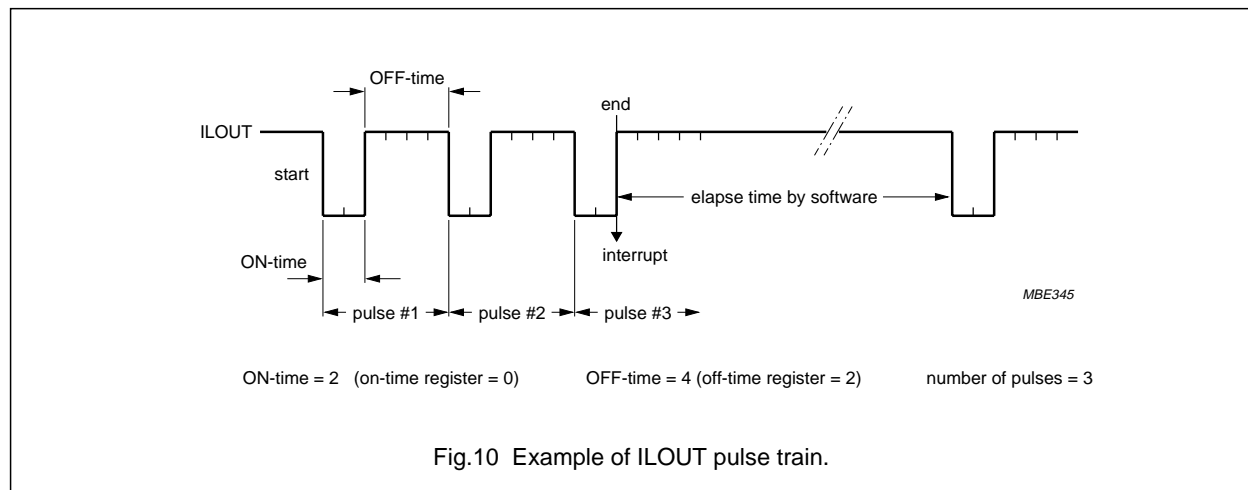 OFF-time
end
ILOUT
start
elapse time by software
interrupt
ON-time
MBE345
pulse #1 pulse #2 pulse #3
ON-time = 2 (on-time register = 0) OFF-time = 4 (off-time register = 2) number of pulses = 3
Fig.10 Example of ILOUT pulse train.